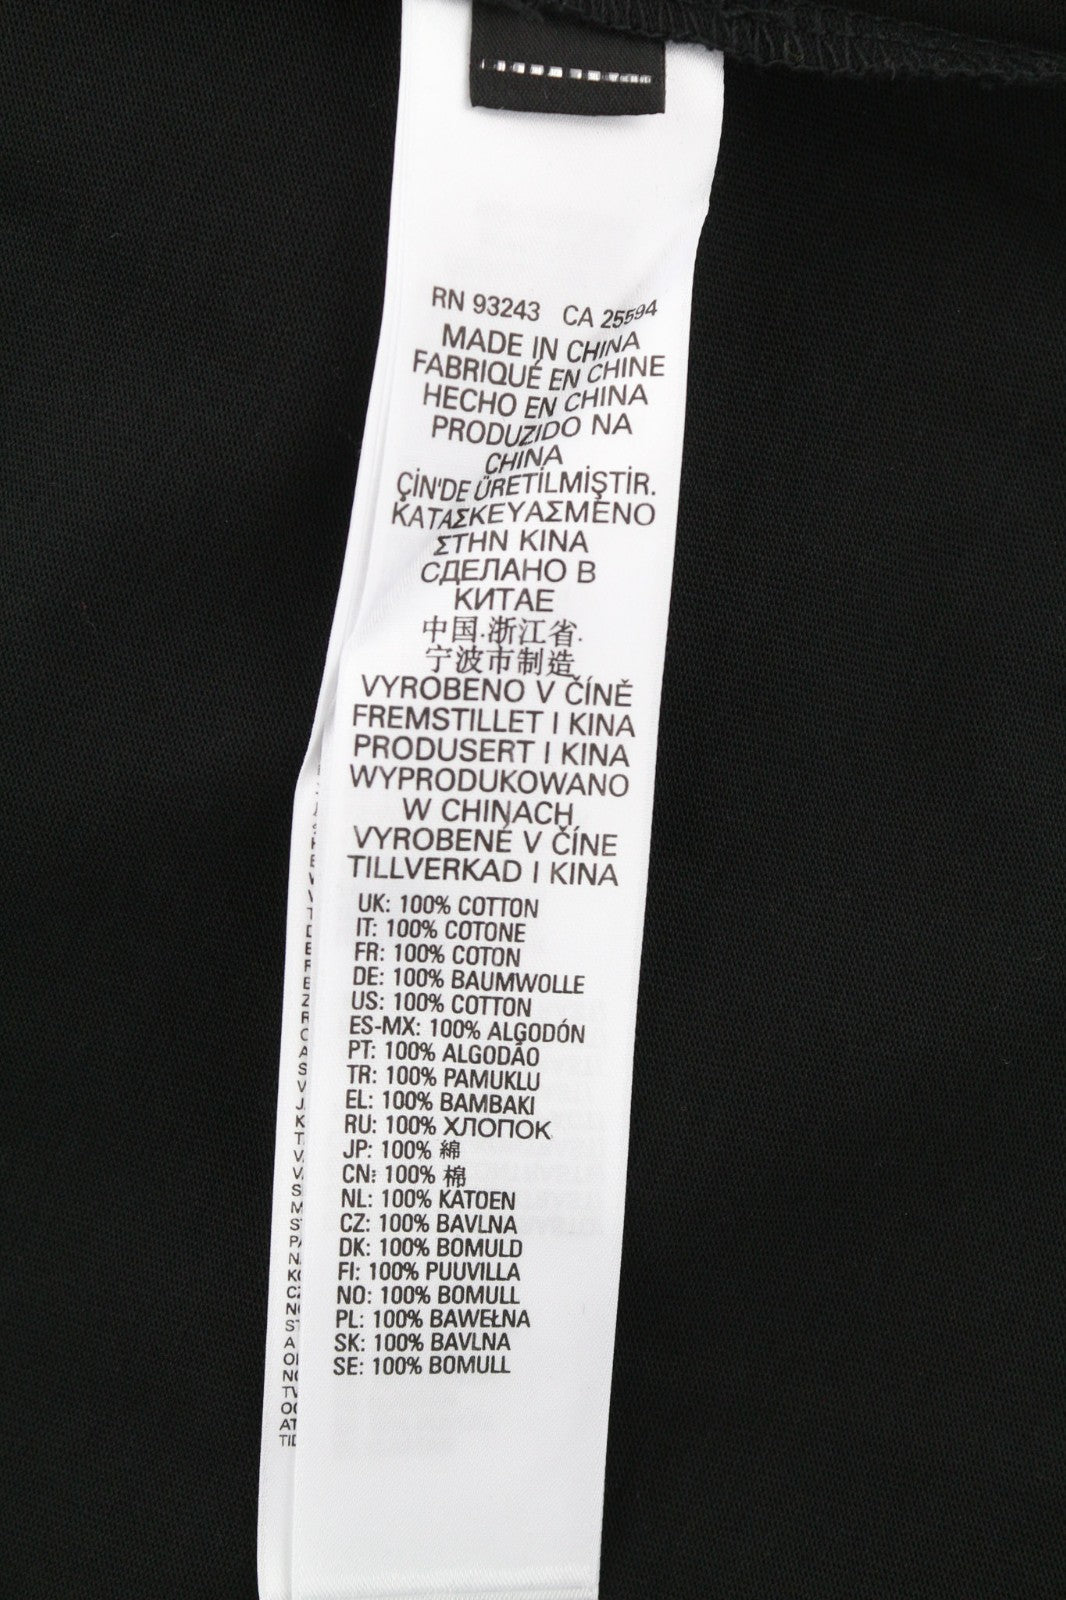 RN 93243 CA 25594
MADE IN CHINA
FABRIQUÉ EN CHINE
HECHO EN CHINA
PRODUZIDO NA
CHINA
ÇİN'DE ÜRETİLMİŞTİR.
ΚΑΤΑΣΚΕΥΑΣΜΕΝΟ
ΣΤΗΝ ΚΙΝΑ
СДЕЛАНО В
КИТАЕ
中国.浙江省.
宁波市制造
VYROBENO V ČÍNĚ
FREMSTILLET I KINA
PRODUSERT I KINA
WYPRODUKOWANO
W CHINACH
VYROBENÉ V ČÍNE
TILLVERKAD I KINA
UK: 100% COTTON
IT: 100% COTONE
FR: 100% COTON
DE: 100% BAUMWOLLE
US: 100% COTTON
ES-MX: 100% ALGODÓN
PT: 100% ALGODÃO
TR: 100% PAMUKLU
EL: 100% ΒΑΜΒΑΚΙ
RU: 100% ХЛОПОК
JP: 100% 綿
CN: 100% 棉
NL: 100% KATOEN
CZ: 100% BAVLNA
DK: 100% BOMULD
FI: 100% PUUVILLA
NO: 100% BOMULL
PL: 100% BAWEŁNA
SK: 100% BAVLNA
SE: 100% BOMULL